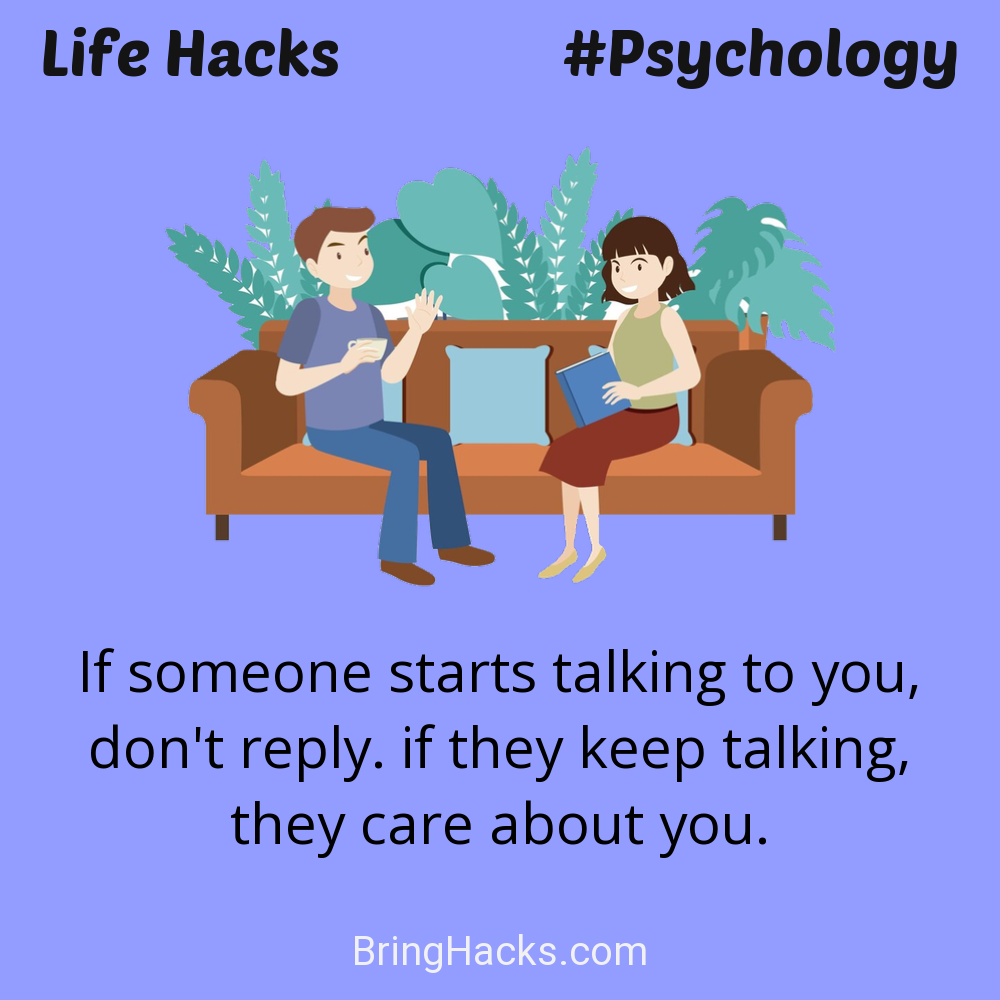 Life Hacks
#Psychology
If someone starts talking to you,
don't reply. if they keep talking,
they care about you.
BringHacks.com